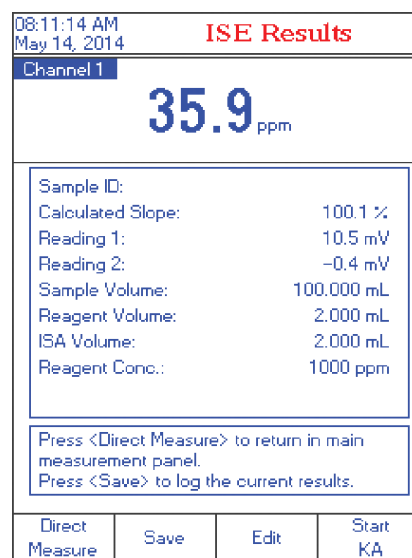 08:11:14 AM
May 14, 2014
ISE Results
Channel 1
35.9 ppm
Sample ID:
Calculated Slope: 100.1 %
Reading 1: 10.5 mV
Reading 2: -0.4 mV
Sample Volume: 100.000 mL
Reagent Volume: 2.000 mL
ISA Volume: 2.000 mL
Reagent Conc.: 1000 ppm
Press <Direct Measure> to return in main
measurement panel.
Press <Save> to log the current results.
Direct Measure
Save
Edit
Start KA